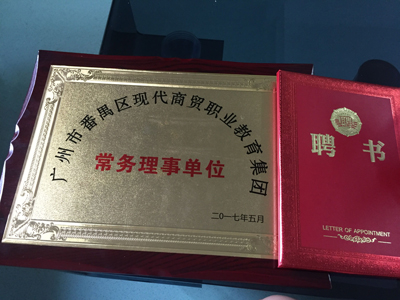 广州市番禺区现代商贸职业教育集团
常务理事单位
二〇一七年五月
聘书
LETTER OF APPOINTMENT